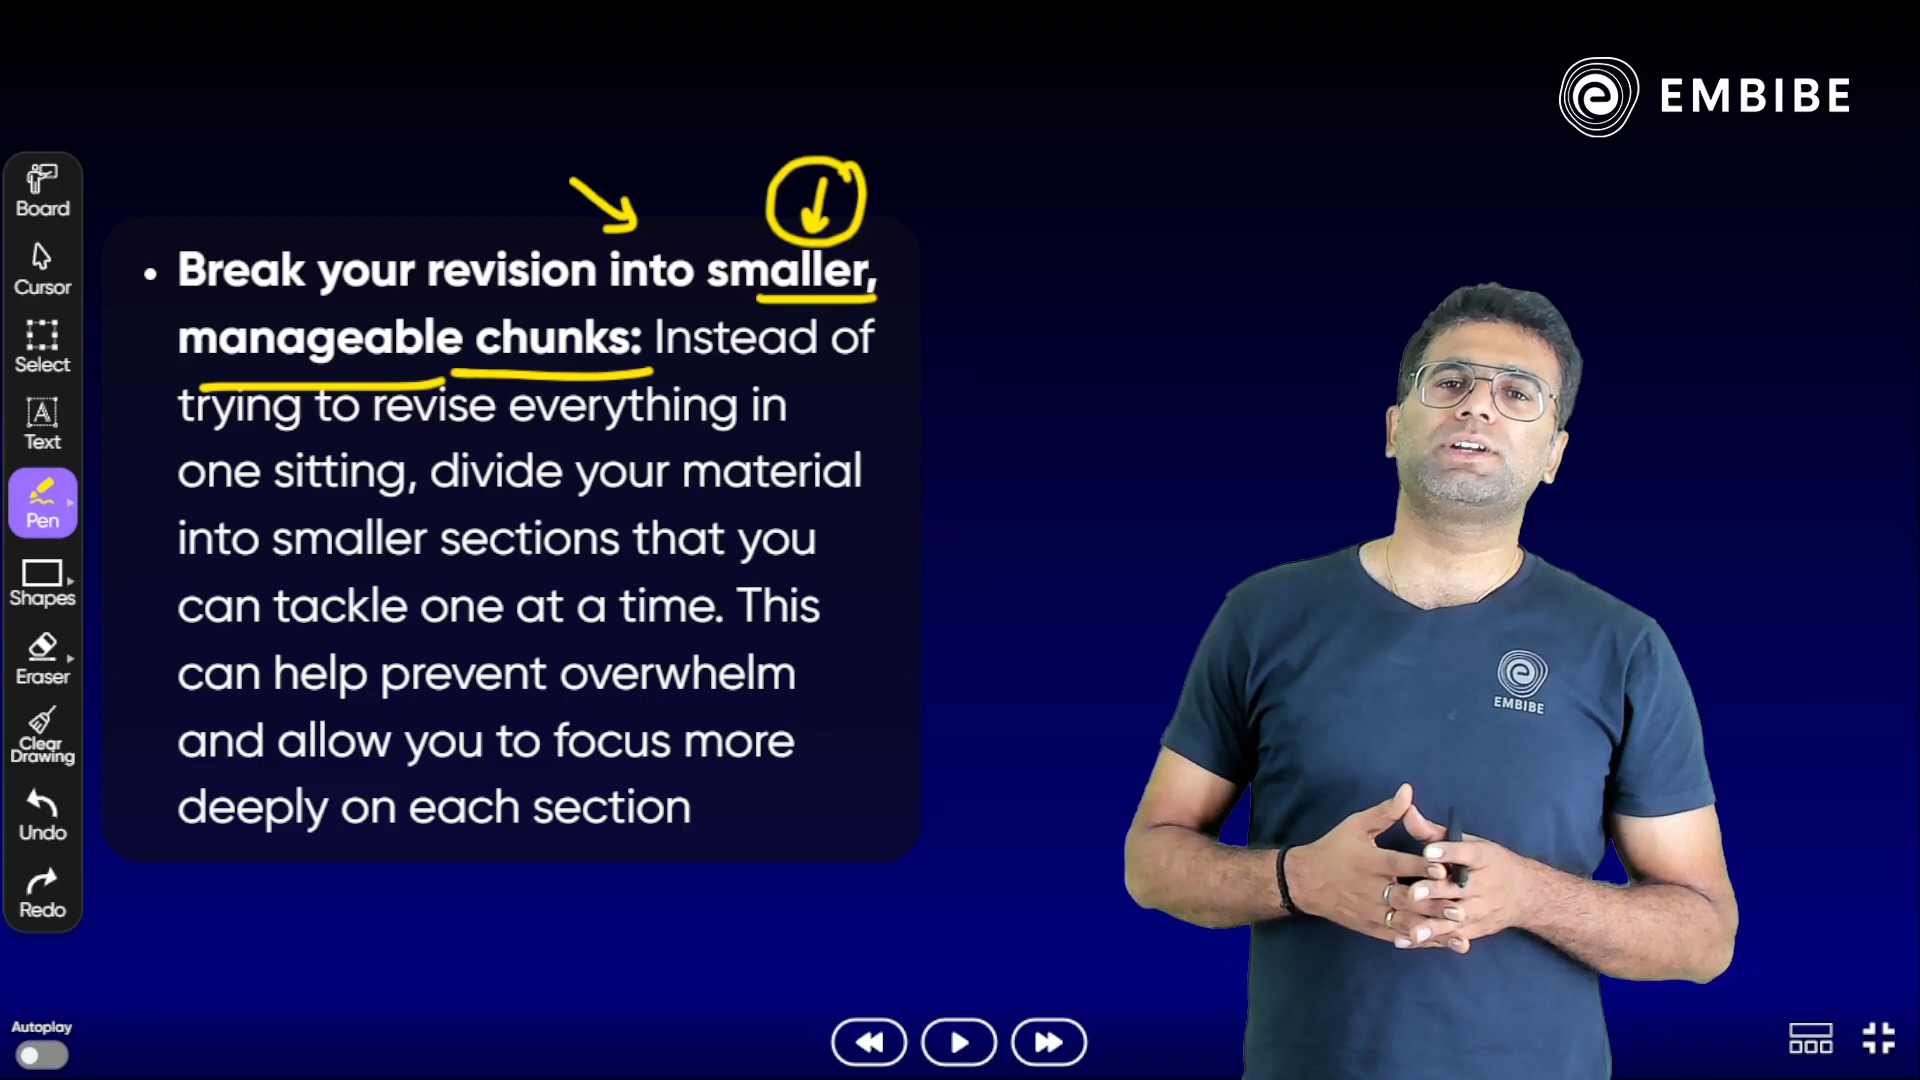 EMBIBE
Board
Cursor
Select
Text
Pen
Shapes
Eraser
Clear
Drawing
Undo
Redo
Autoplay
• Break your revision into smaller,
manageable chunks: Instead of
trying to revise everything in
one sitting, divide your material
into smaller sections that you
can tackle one at a time. This
can help prevent overwhelm
and allow you to focus more
deeply on each section
EMBIBE